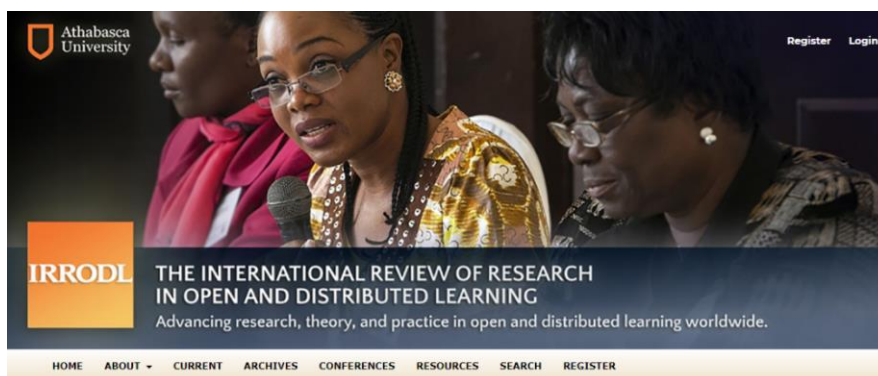 Athabasca
University
Register Login
IRRODL
THE INTERNATIONAL REVIEW OF RESEARCH
IN OPEN AND DISTRIBUTED LEARNING
Advancing research, theory, and practice in open and distributed learning worldwide.
HOME ABOUT CURRENT ARCHIVES CONFERENCES RESOURCES SEARCH REGISTER